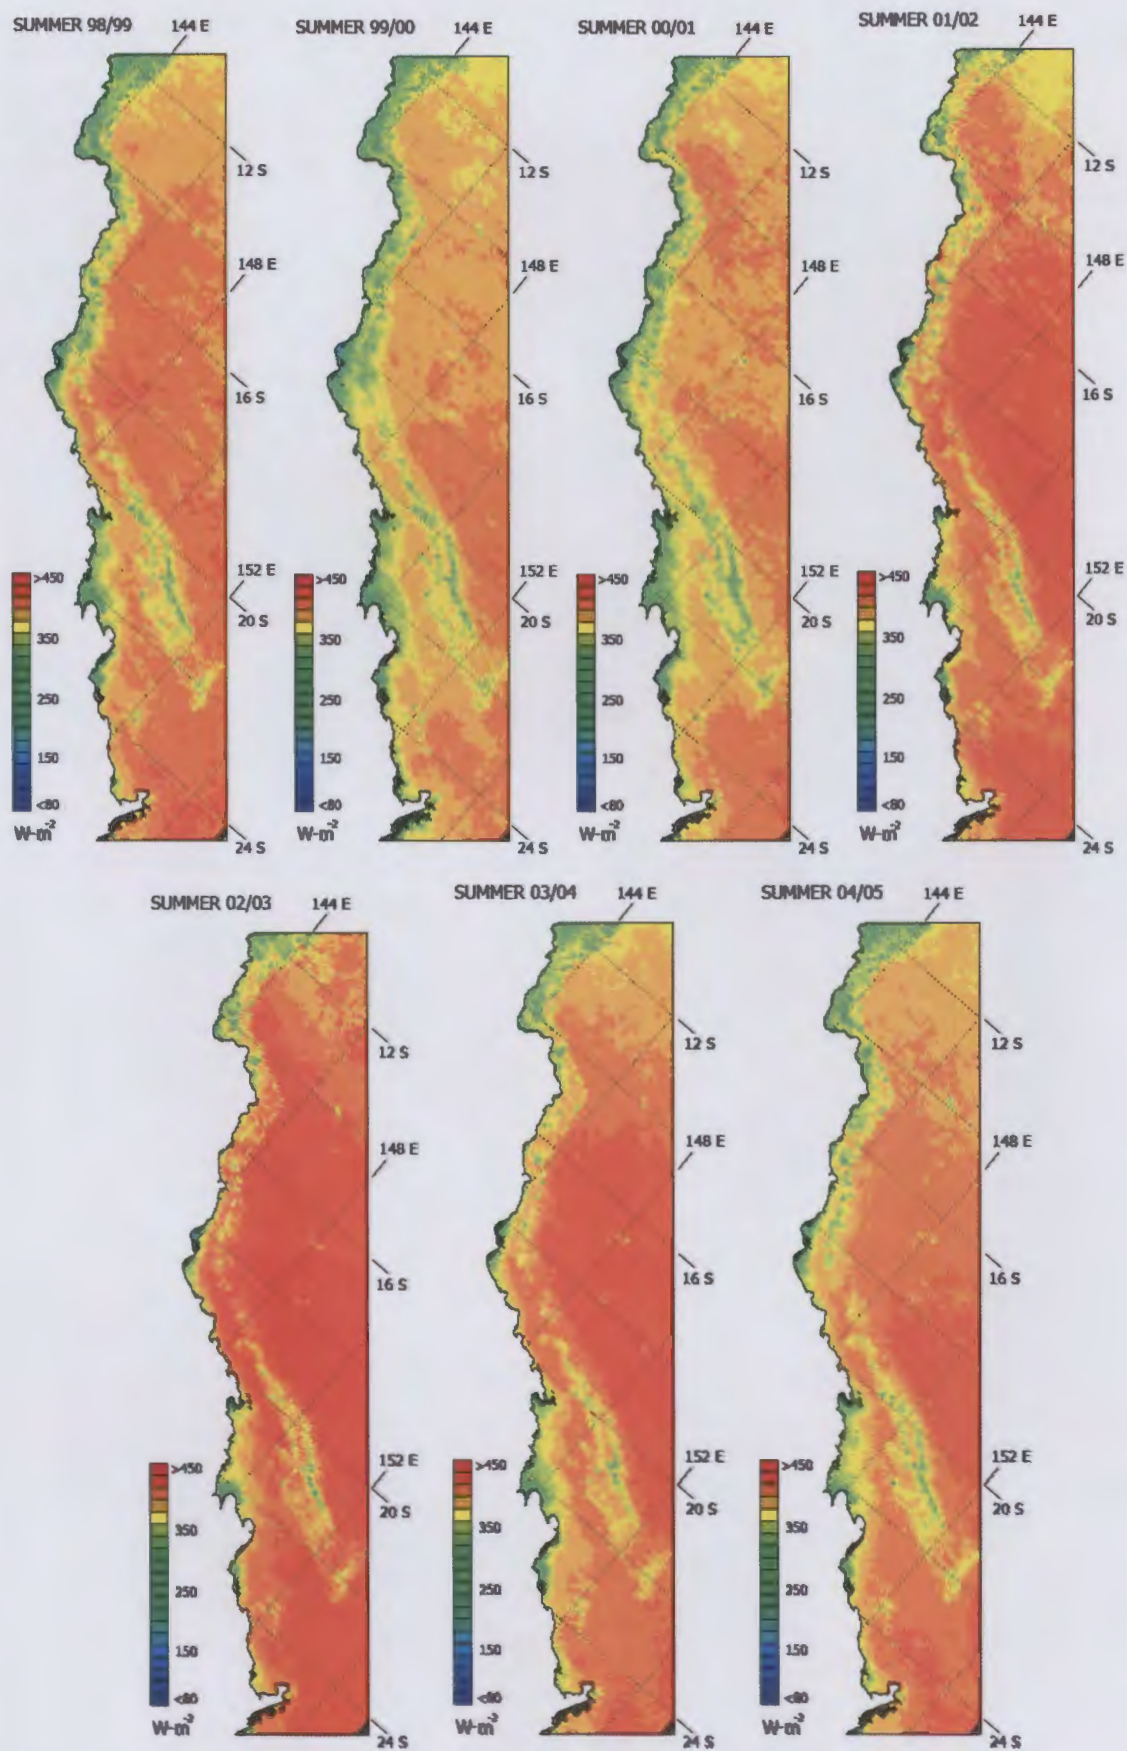 SUMMER 98/99 144 E
12 S
148 E
16 S
152 E
20 S
24 S
>450
350
250
150
<80
W-m-2
SUMMER 99/00 144 E
12 S
148 E
16 S
152 E
20 S
24 S
>450
350
250
150
<80
W-m-2
SUMMER 00/01 144 E
12 S
148 E
16 S
152 E
20 S
24 S
>450
350
250
150
<80
W-m-2
SUMMER 01/02 144 E
12 S
148 E
16 S
152 E
20 S
24 S
>450
350
250
150
<80
W-m-2
SUMMER 02/03 144 E
12 S
148 E
16 S
152 E
20 S
24 S
>450
350
250
150
<80
W-m-2
SUMMER 03/04 144 E
12 S
148 E
16 S
152 E
20 S
24 S
>450
350
250
150
<80
W-m-2
SUMMER 04/05 144 E
12 S
148 E
16 S
152 E
20 S
24 S
>450
350
250
150
<80
W-m-2